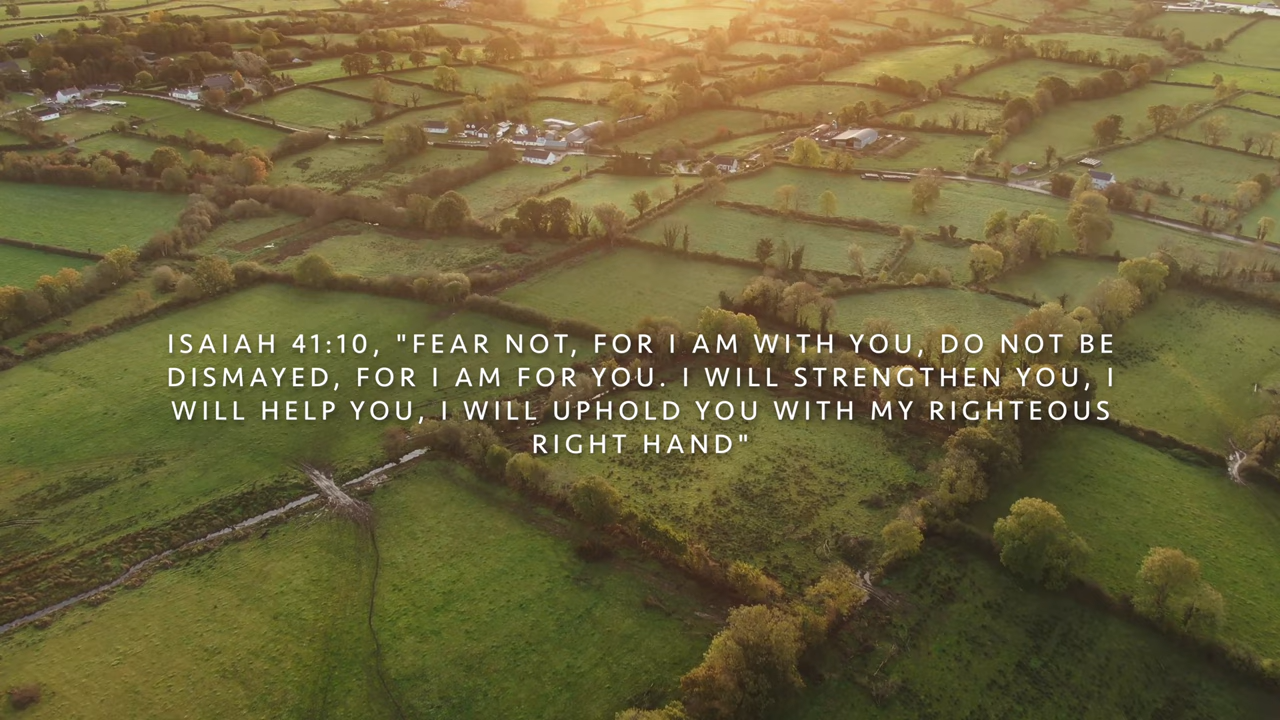 ISAIAH 41:10, "FEAR NOT, FOR I AM WITH YOU, DO NOT BE
DISMAYED, FOR I AM FOR YOU. I WILL STRENGTHEN YOU, I
WILL HELP YOU, I WILL UPHOLD YOU WITH MY RIGHTEOUS
RIGHT HAND"